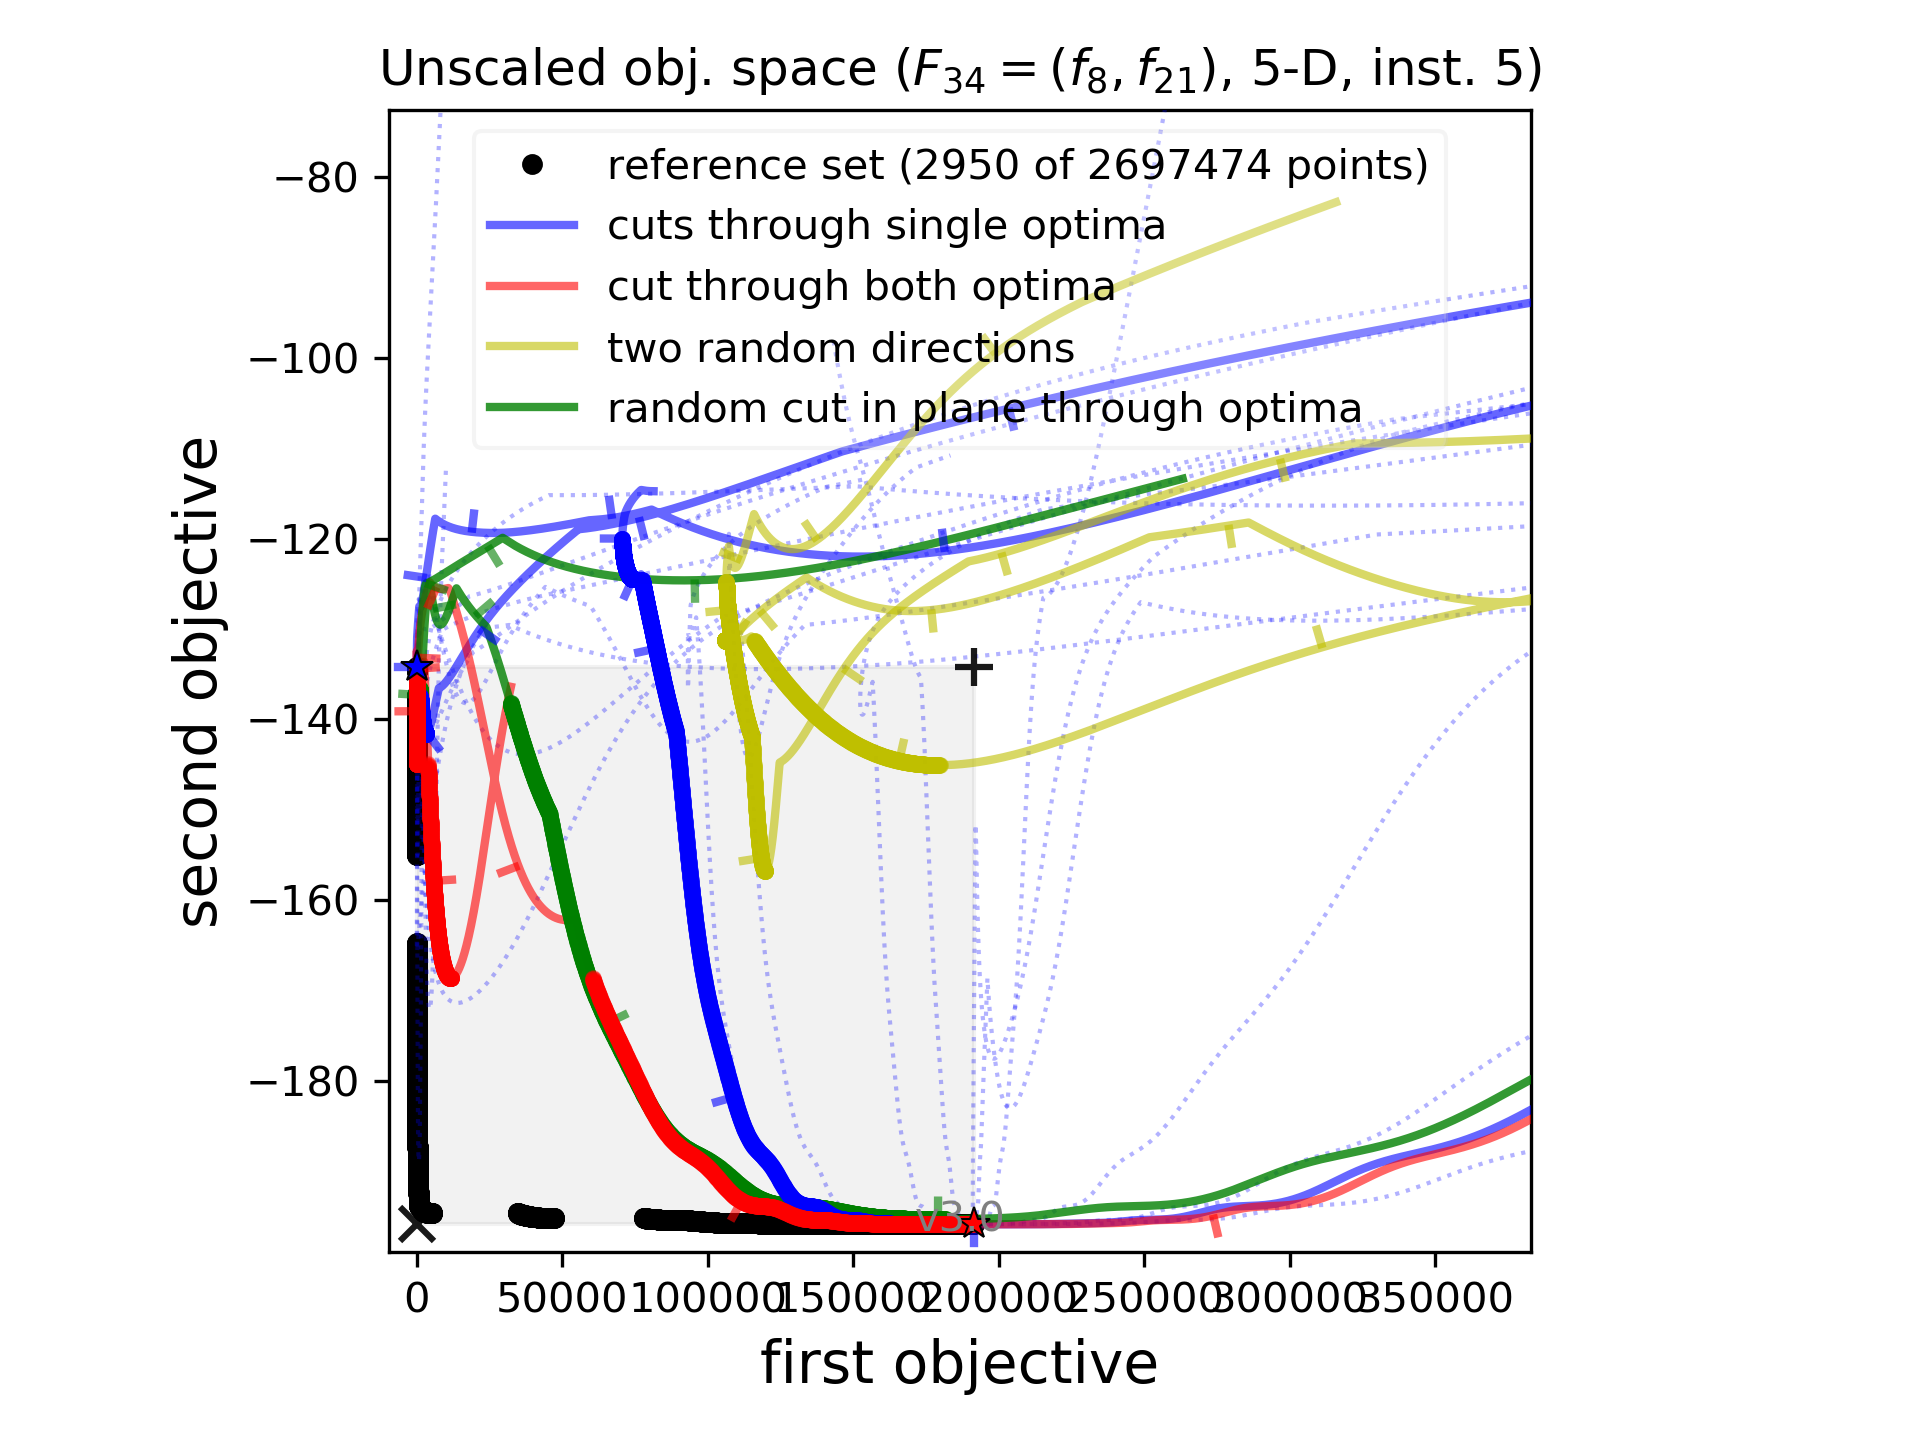 Unscaled obj. space (F34 = (f8, f21), 5-D, inst. 5)
reference set (2950 of 2697474 points)
cuts through single optima
cut through both optima
two random directions
random cut in plane through optima
−80
−100
−120
−140
−160
−180
second objective
v3.0
0 50000 100000 150000 200000 250000 300000 350000
first objective